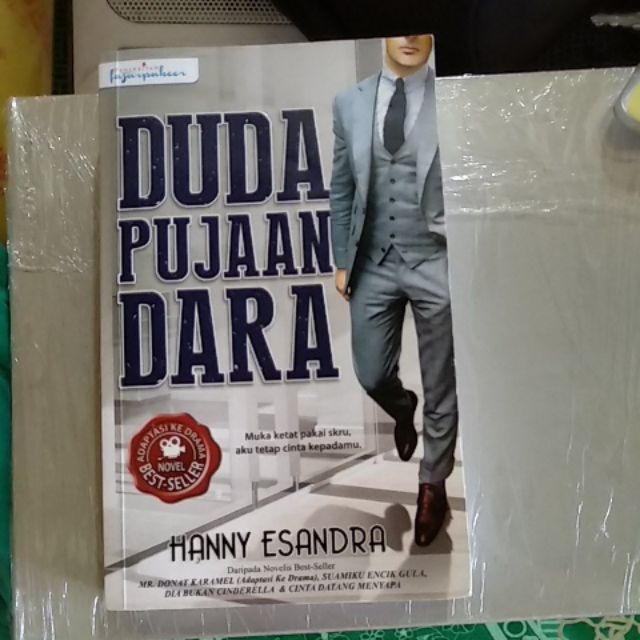 fajarpakeer
DUDA
PUJAAN
DARA
ADAPTASI KE DRAMA
NOVEL
BEST-SELLER
Muka ketat pakai skru,
aku tetap cinta kepadamu.
HANNY ESANDRA
Daripada Novelis Best-Seller
MR. DONAT KARAMEL (Adaptasi Ke Drama), SUAMIKU ENCIK GULA,
DIA BUKAN CINDERELLA & CINTA DATANG MENYAPA